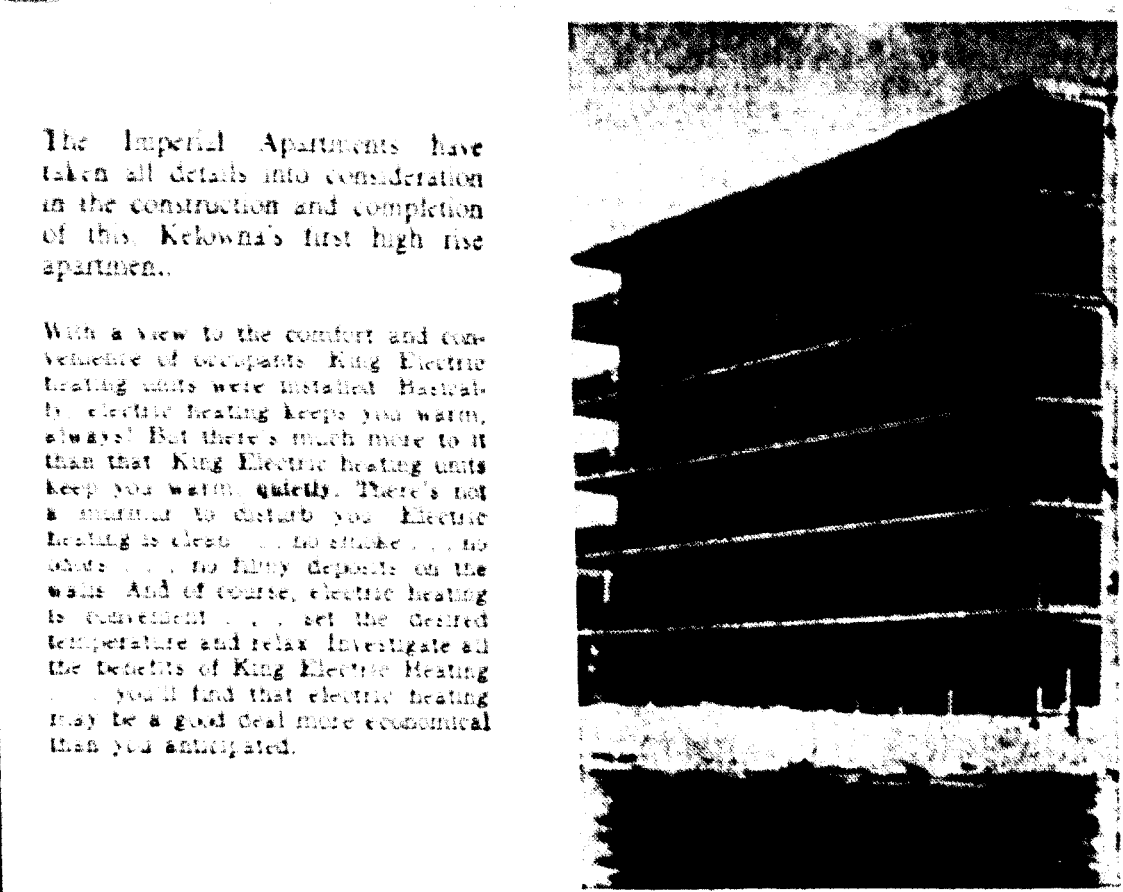 The Imperial Apartments have
taken all details into consideration
in the construction and completion
of this, Kelowna's first high rise
apartment.
With a view to the comfort and con-
venience of occupants King Electric
heating units were installed. Basical-
ly, electric heating keeps you warm,
always! But there's much more to it
than that. King Electric heating units
keep you warm, quietly. There's not
a murmur to disturb you. Electric
heating is clean . . . no smoke . . . no
odors . . . no filmy deposits on the
walls. And of course, electric heating
is convenient . . . set the desired
temperature and relax. Investigate all
the benefits of King Electric Heating
. . . you'll find that electric heating
may be a good deal more economical
than you anticipated.